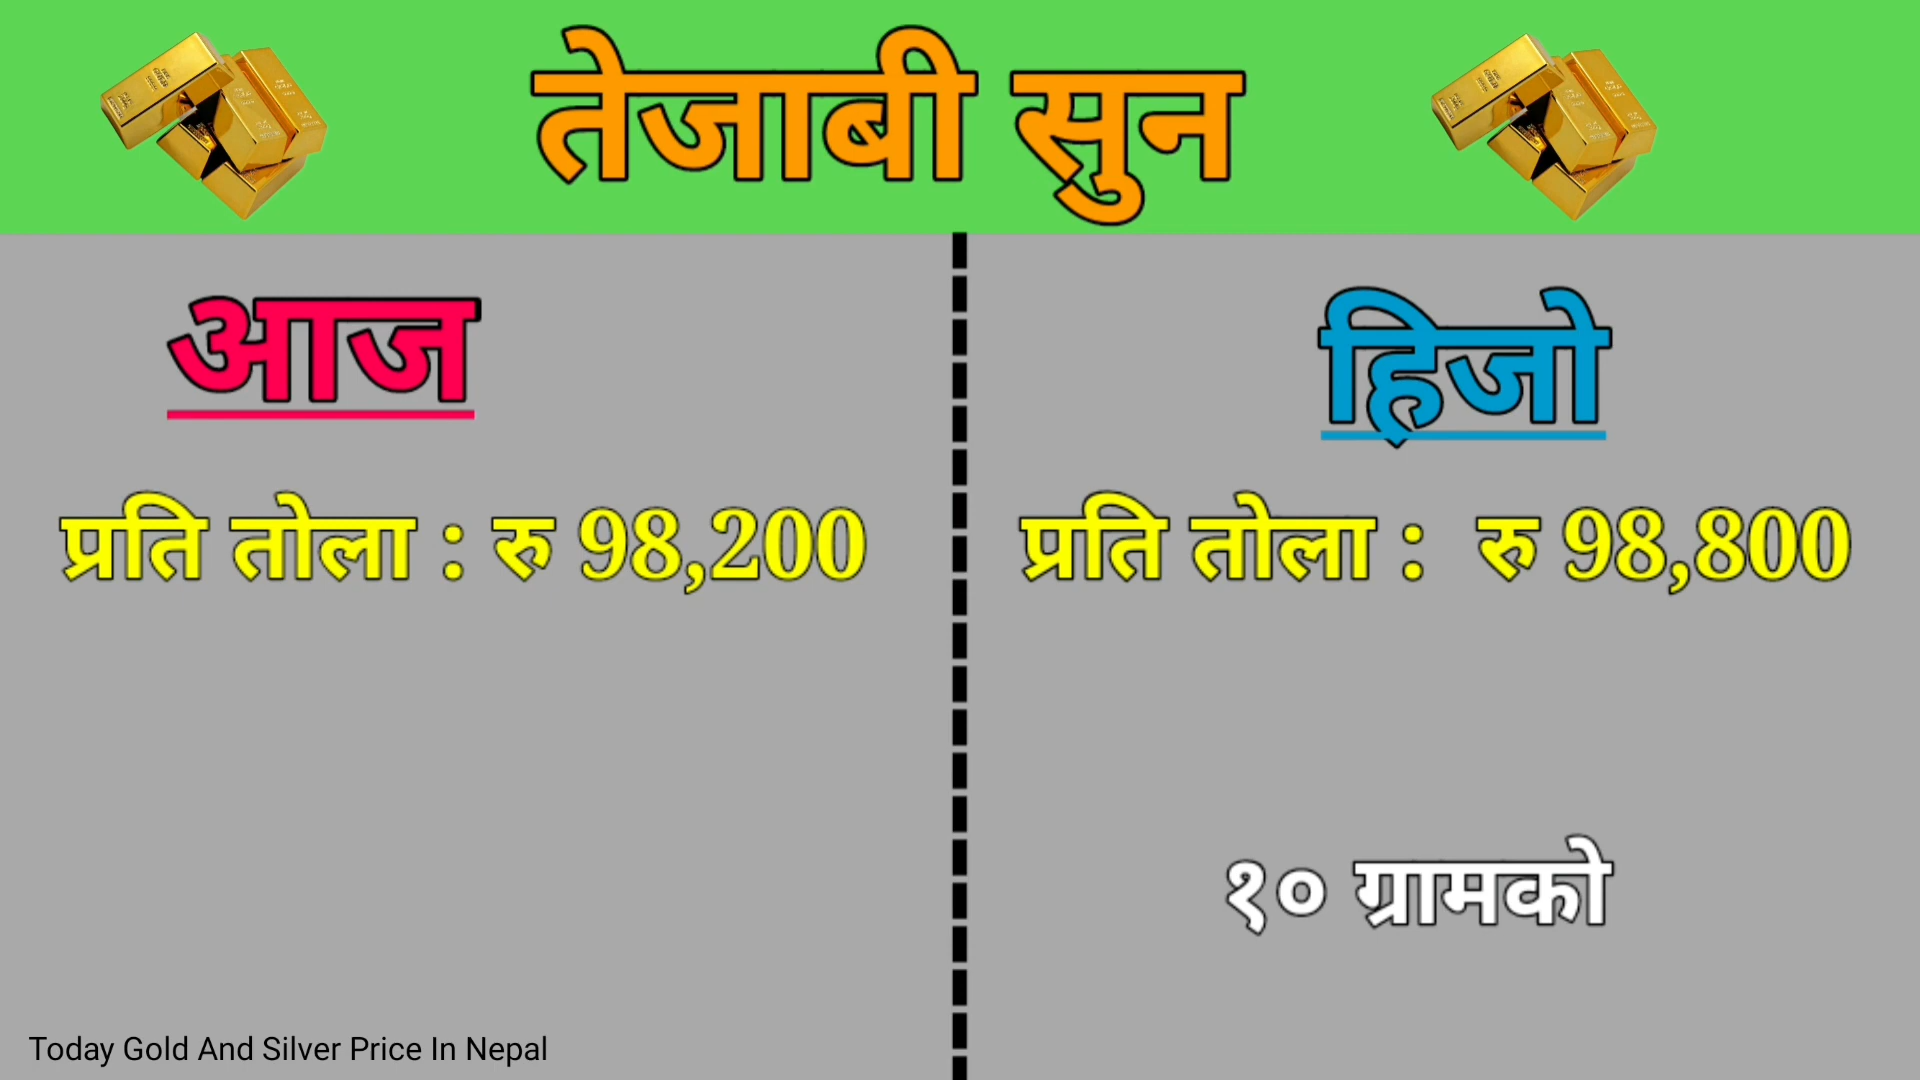 तेजाबी सुन
आज
प्रति तोला : रु 98,200
हिजो
प्रति तोला : रु 98,800
१० ग्रामको
Today Gold And Silver Price In Nepal